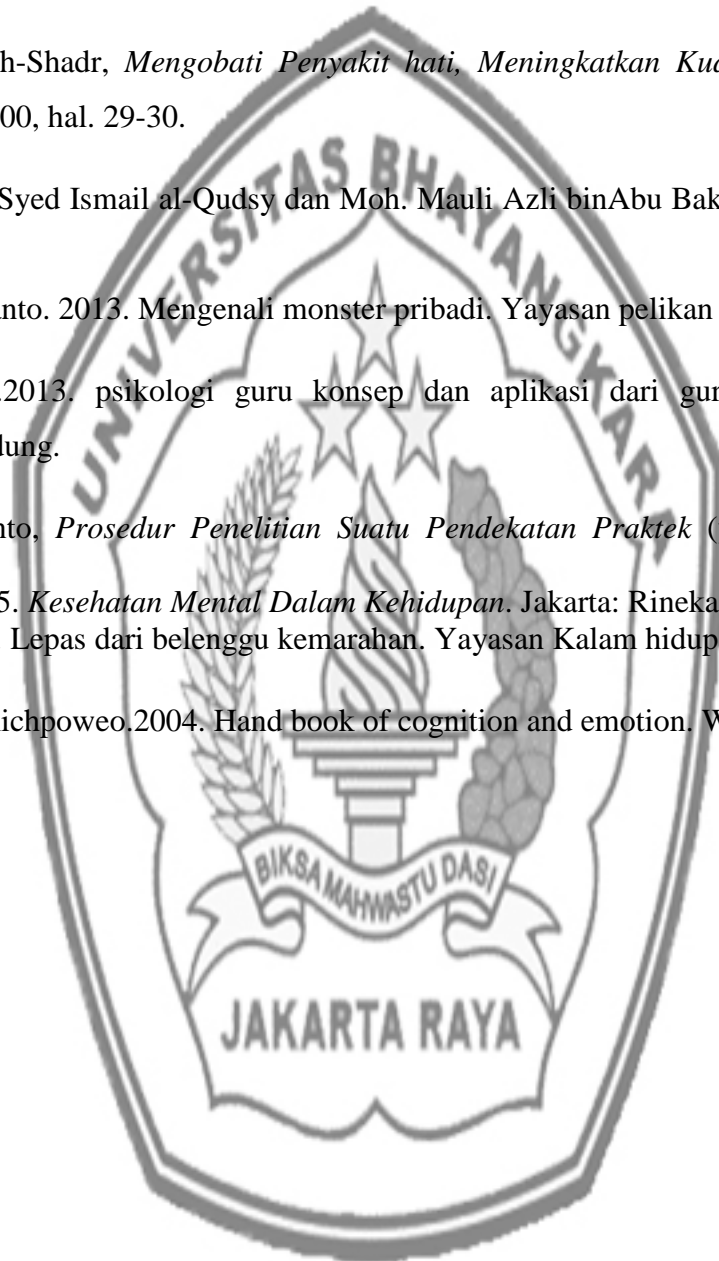 h-Shadr, Mengobati Penyakit hati, Meningkatkan Kua
00, hal. 29-30.
Syed Ismail al-Qudsy dan Moh. Mauli Azli binAbu Bak
nto. 2013. Mengenali monster pribadi. Yayasan pelikan
.2013. psikologi guru konsep dan aplikasi dari gur
dung.
nto, Prosedur Penelitian Suatu Pendekatan Praktek (
5. Kesehatan Mental Dalam Kehidupan. Jakarta: Rineka
Lepas dari belenggu kemarahan. Yayasan Kalam hidup
ichpoweo.2004. Hand book of cognition and emotion. W
UNIVERSITAS BHAYANGKARA
BIKSA MAHWASTU DASI
JAKARTA RAYA